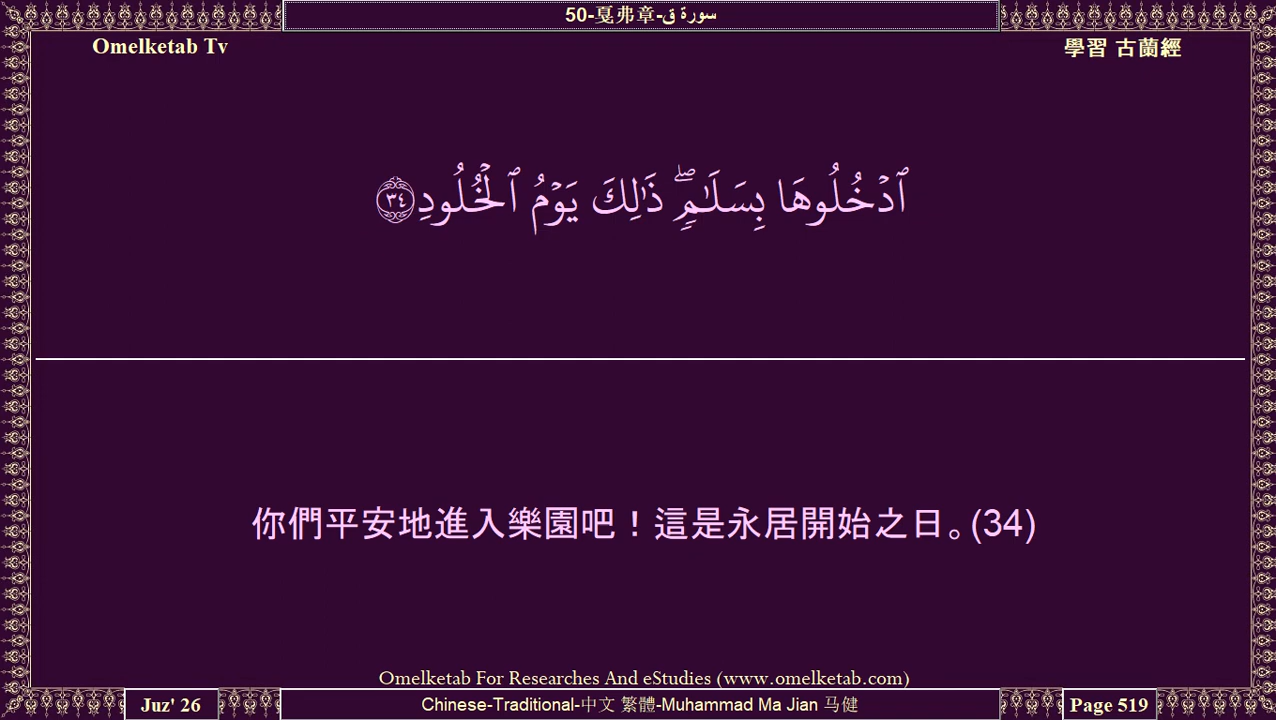 50-戛弗章-سورة ق
Omelketab Tv
學習 古蘭經
ٱدْخُلُوهَا بِسَلَـٰمٍۢ ۖ ذَٰلِكَ يَوْمُ ٱلْخُلُودِ ٣٤
你們平安地進入樂園吧！這是永居開始之日。(34)
Omelketab For Researches And eStudies (www.omelketab.com)
Juz' 26
Chinese-Traditional-中文 繁體-Muhammad Ma Jian 马健
Page 519